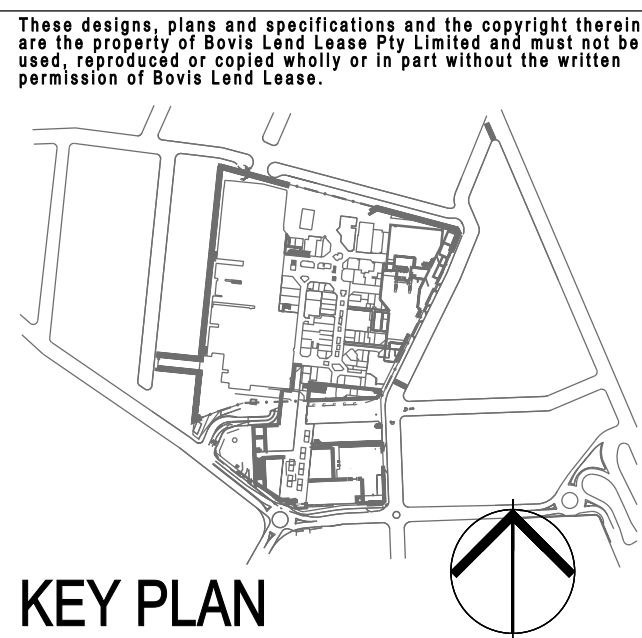 These designs, plans and specifications and the copyright therein
are the property of Bovis Lend Lease Pty Limited and must not be
used, reproduced or copied wholly or in part without the written
permission of Bovis Lend Lease.
KEY PLAN